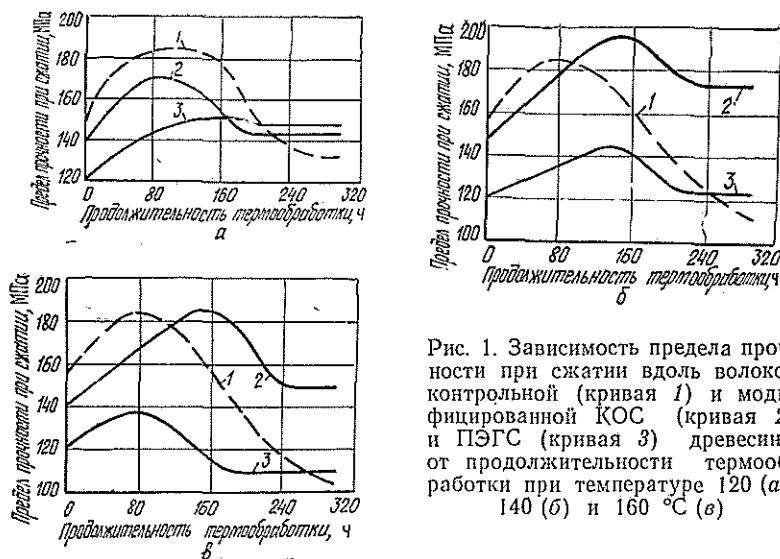 Предел прочности при сжатии, МПа
200
180
160
140
120
1
2
3
0 80 160 240 320
Продолжительность термообработки, ч
а
Предел прочности при сжатии, МПа
200
180
160
140
120
100
1
2
3
0 80 160 240 320
Продолжительность термообработки, ч
б
Предел прочности при сжатии, МПа
200
180
160
140
120
100
1
2
3
0 80 160 240 320
Продолжительность термообработки, ч
в
Рис. 1. Зависимость предела проч
ности при сжатии вдоль волоко
контрольной (кривая 1) и моди
фицированной КОС (кривая 2
и ПЭГС (кривая 3) древесин
от продолжительности термооб
работки при температуре 120 (а
140 (б) и 160 °С (в)